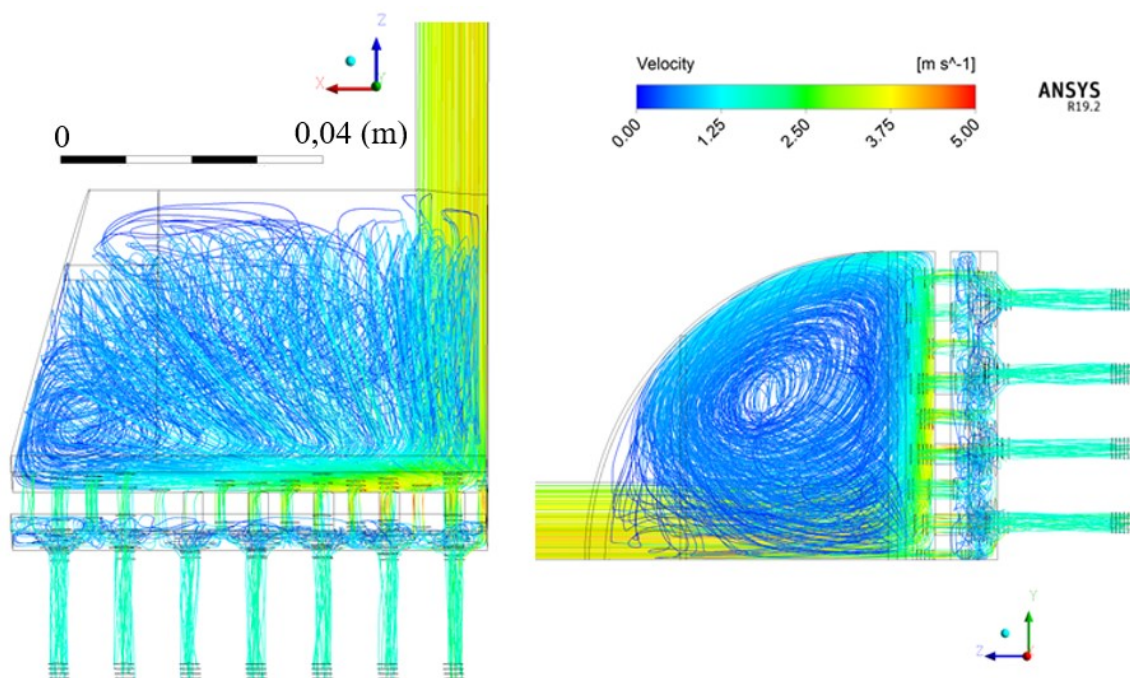 Z
X
Y
0 0,04 (m)
Velocity [m s^-1]
0.00 1.25 2.50 3.75 5.00
ANSYS
R19.2
Y
Z